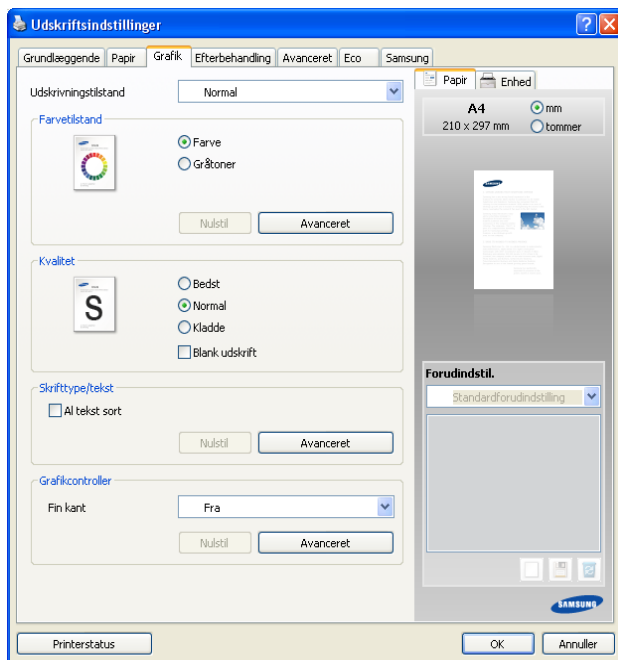 Udskriftsindstillinger
Grundlæggende Papir Grafik Efterbehandling Avanceret Eco Samsung
Udskrivningstilstand Normal
Farvetilstand
Farve
Gråtoner
Nulstil Avanceret
Kvalitet
S
Bedst
Normal
Kladde
Blank udskrift
Skrifttype/tekst
Al tekst sort
Nulstil Avanceret
Grafikcontroller
Fin kant Fra
Nulstil Avanceret
Papir Enhed
A4 mm
210 x 297 mm tommer
Forudindstil.
Standardforudindstilling
SAMSUNG
Printerstatus OK Annuller